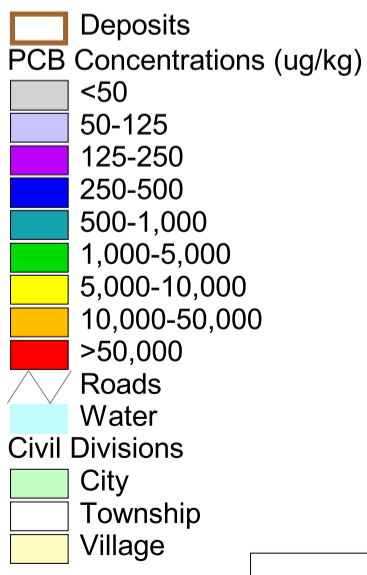 Deposits
PCB Concentrations (ug/kg)
<50
50-125
125-250
250-500
500-1,000
1,000-5,000
5,000-10,000
10,000-50,000
>50,000
Roads
Water
Civil Divisions
City
Township
Village